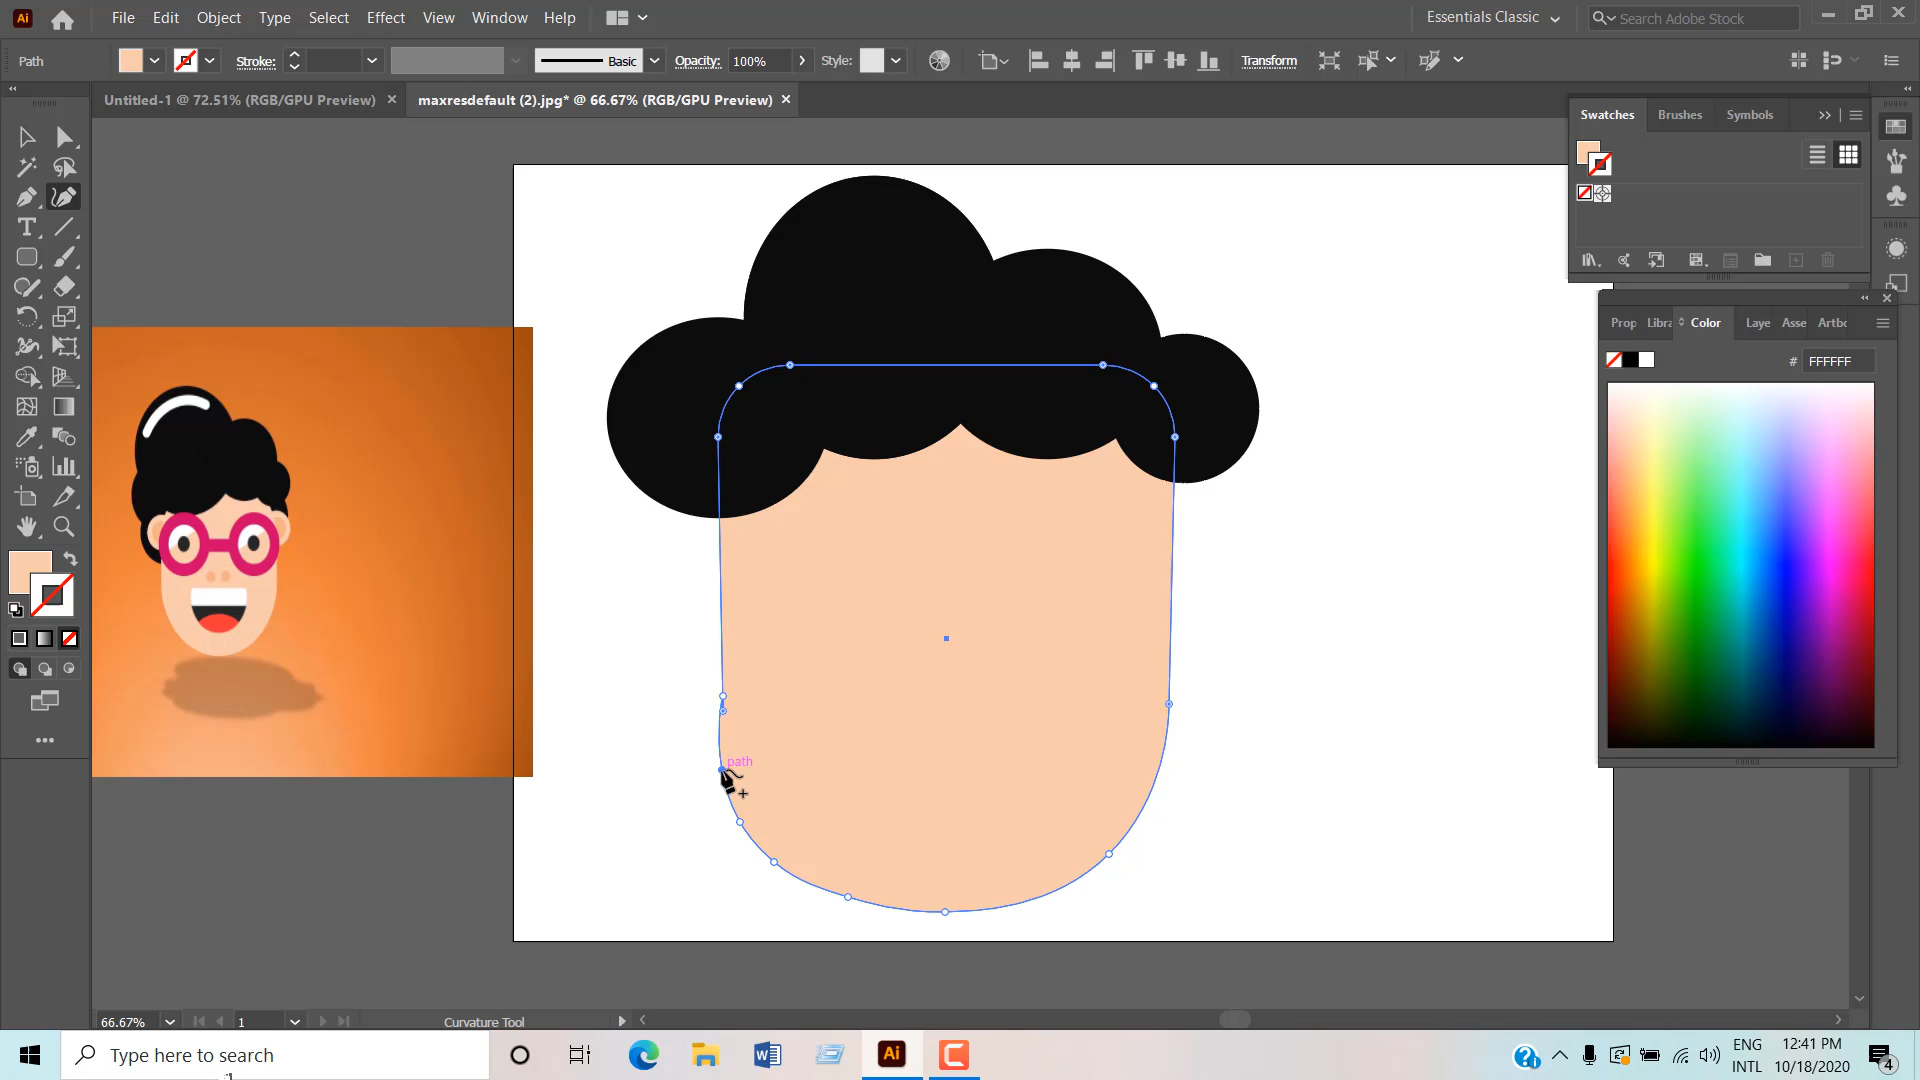 Ai File Edit Object Type Select Effect View Window Help Essentials Classic Search Adobe Stock
Path Stroke: Basic Opacity: 100% Style: Transform
Untitled-1 @ 72.51% (RGB/GPU Preview) × maxresdefault (2).jpg* @ 66.67% (RGB/GPU Preview) ×
Swatches Brushes Symbols
Prop Libra Color Laye Asse Artbc
# FFFFFF
path
66.67% 1 Curvature Tool
Type here to search
Ai
ENG
INTL
12:41 PM
10/18/2020
4